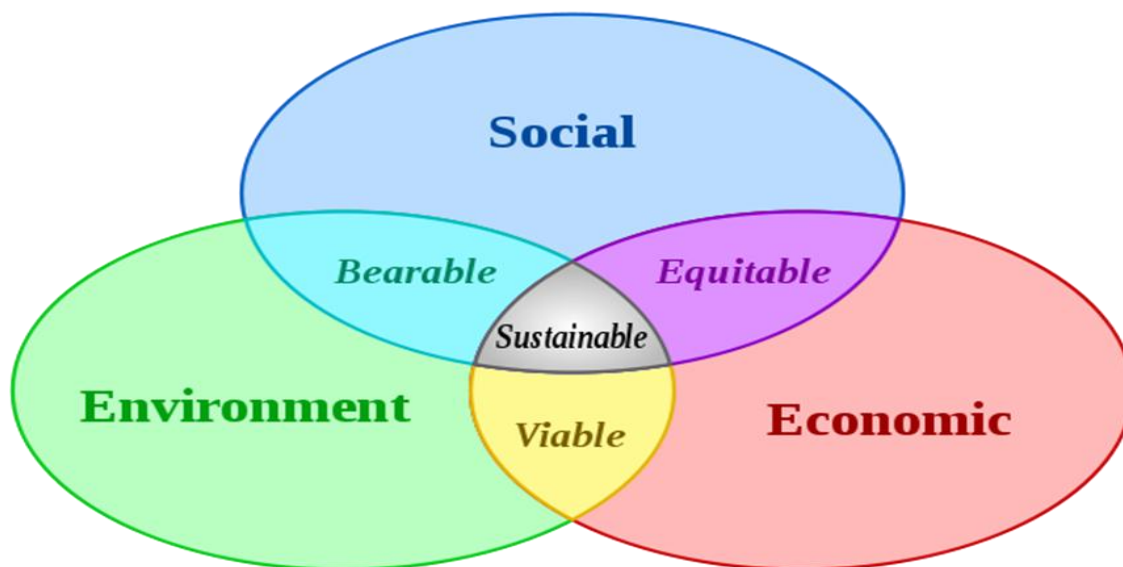 Social
Bearable
Equitable
Sustainable
Environment
Economic
Viable